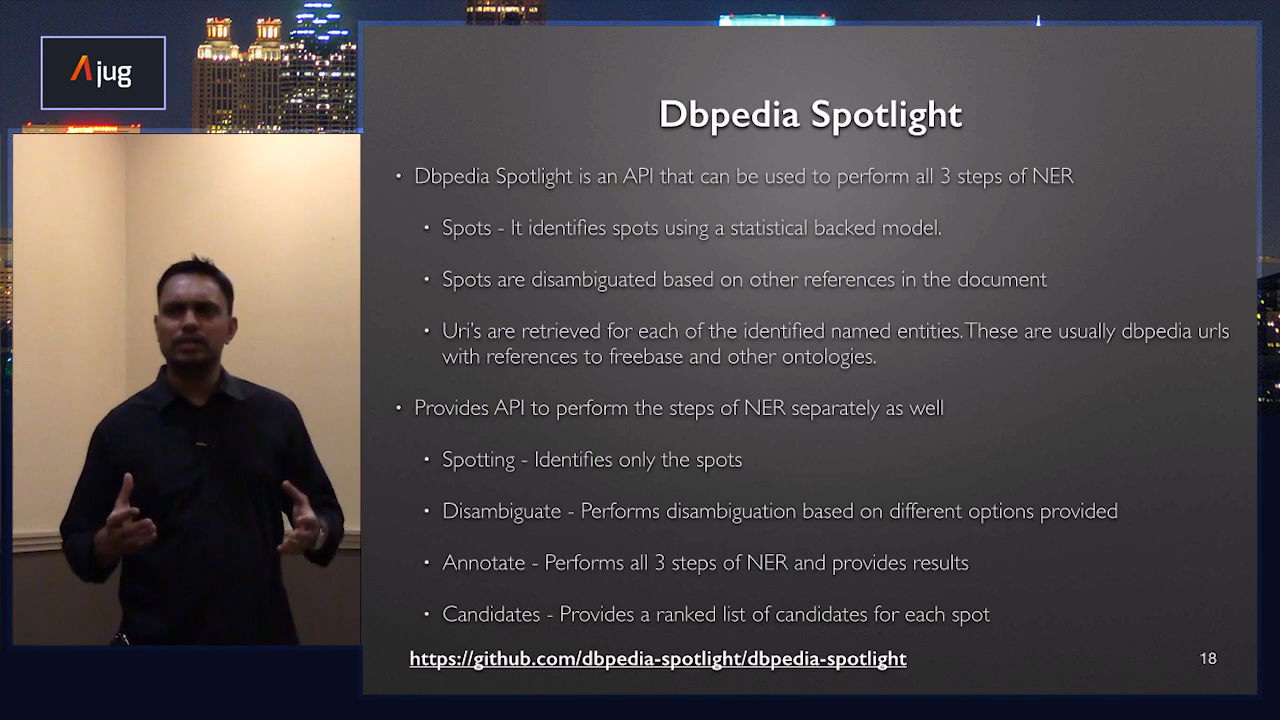 jug
Dbpedia Spotlight
• Dbpedia Spotlight is an API that can be used to perform all 3 steps of NER
• Spots - It identifies spots using a statistical backed model.
• Spots are disambiguated based on other references in the document
• Uri's are retrieved for each of the identified named entities. These are usually dbpedia urls
with references to freebase and other ontologies.
• Provides API to perform the steps of NER separately as well
• Spotting - Identifies only the spots
• Disambiguate - Performs disambiguation based on different options provided
• Annotate - Performs all 3 steps of NER and provides results
• Candidates - Provides a ranked list of candidates for each spot
https://github.com/dbpedia-spotlight/dbpedia-spotlight
18